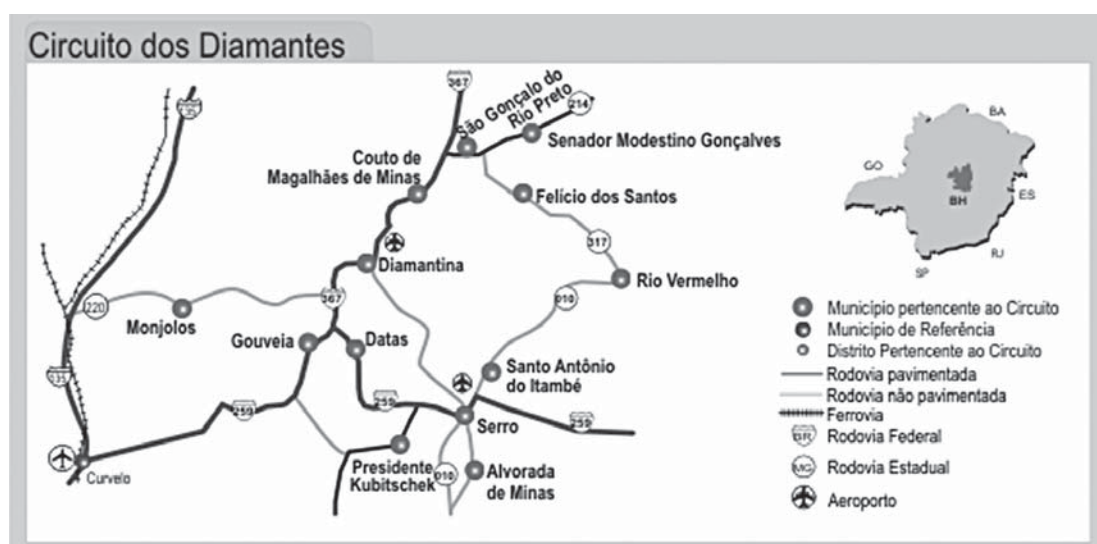 Circuito dos Diamantes
135
367
São Gonçalo do
Rio Preto
214
Senador Modestino Gonçalves
Couto de
Magalhães de Minas
Felício dos Santos
317
Diamantina
Rio Vermelho
010
220
367
Monjolos
Gouveia
Datas
135
Santo Antônio
do Itambé
259
259
259
Serro
Curvelo
Presidente
Kubitschek
010
Alvorada
de Minas
BA
GO
BH
ES
RJ
SP
Município pertencente ao Circuito
Município de Referência
Distrito Pertencente ao Circuito
Rodovia pavimentada
Rodovia não pavimentada
Ferrovia
BR Rodovia Federal
MG Rodovia Estadual
Aeroporto